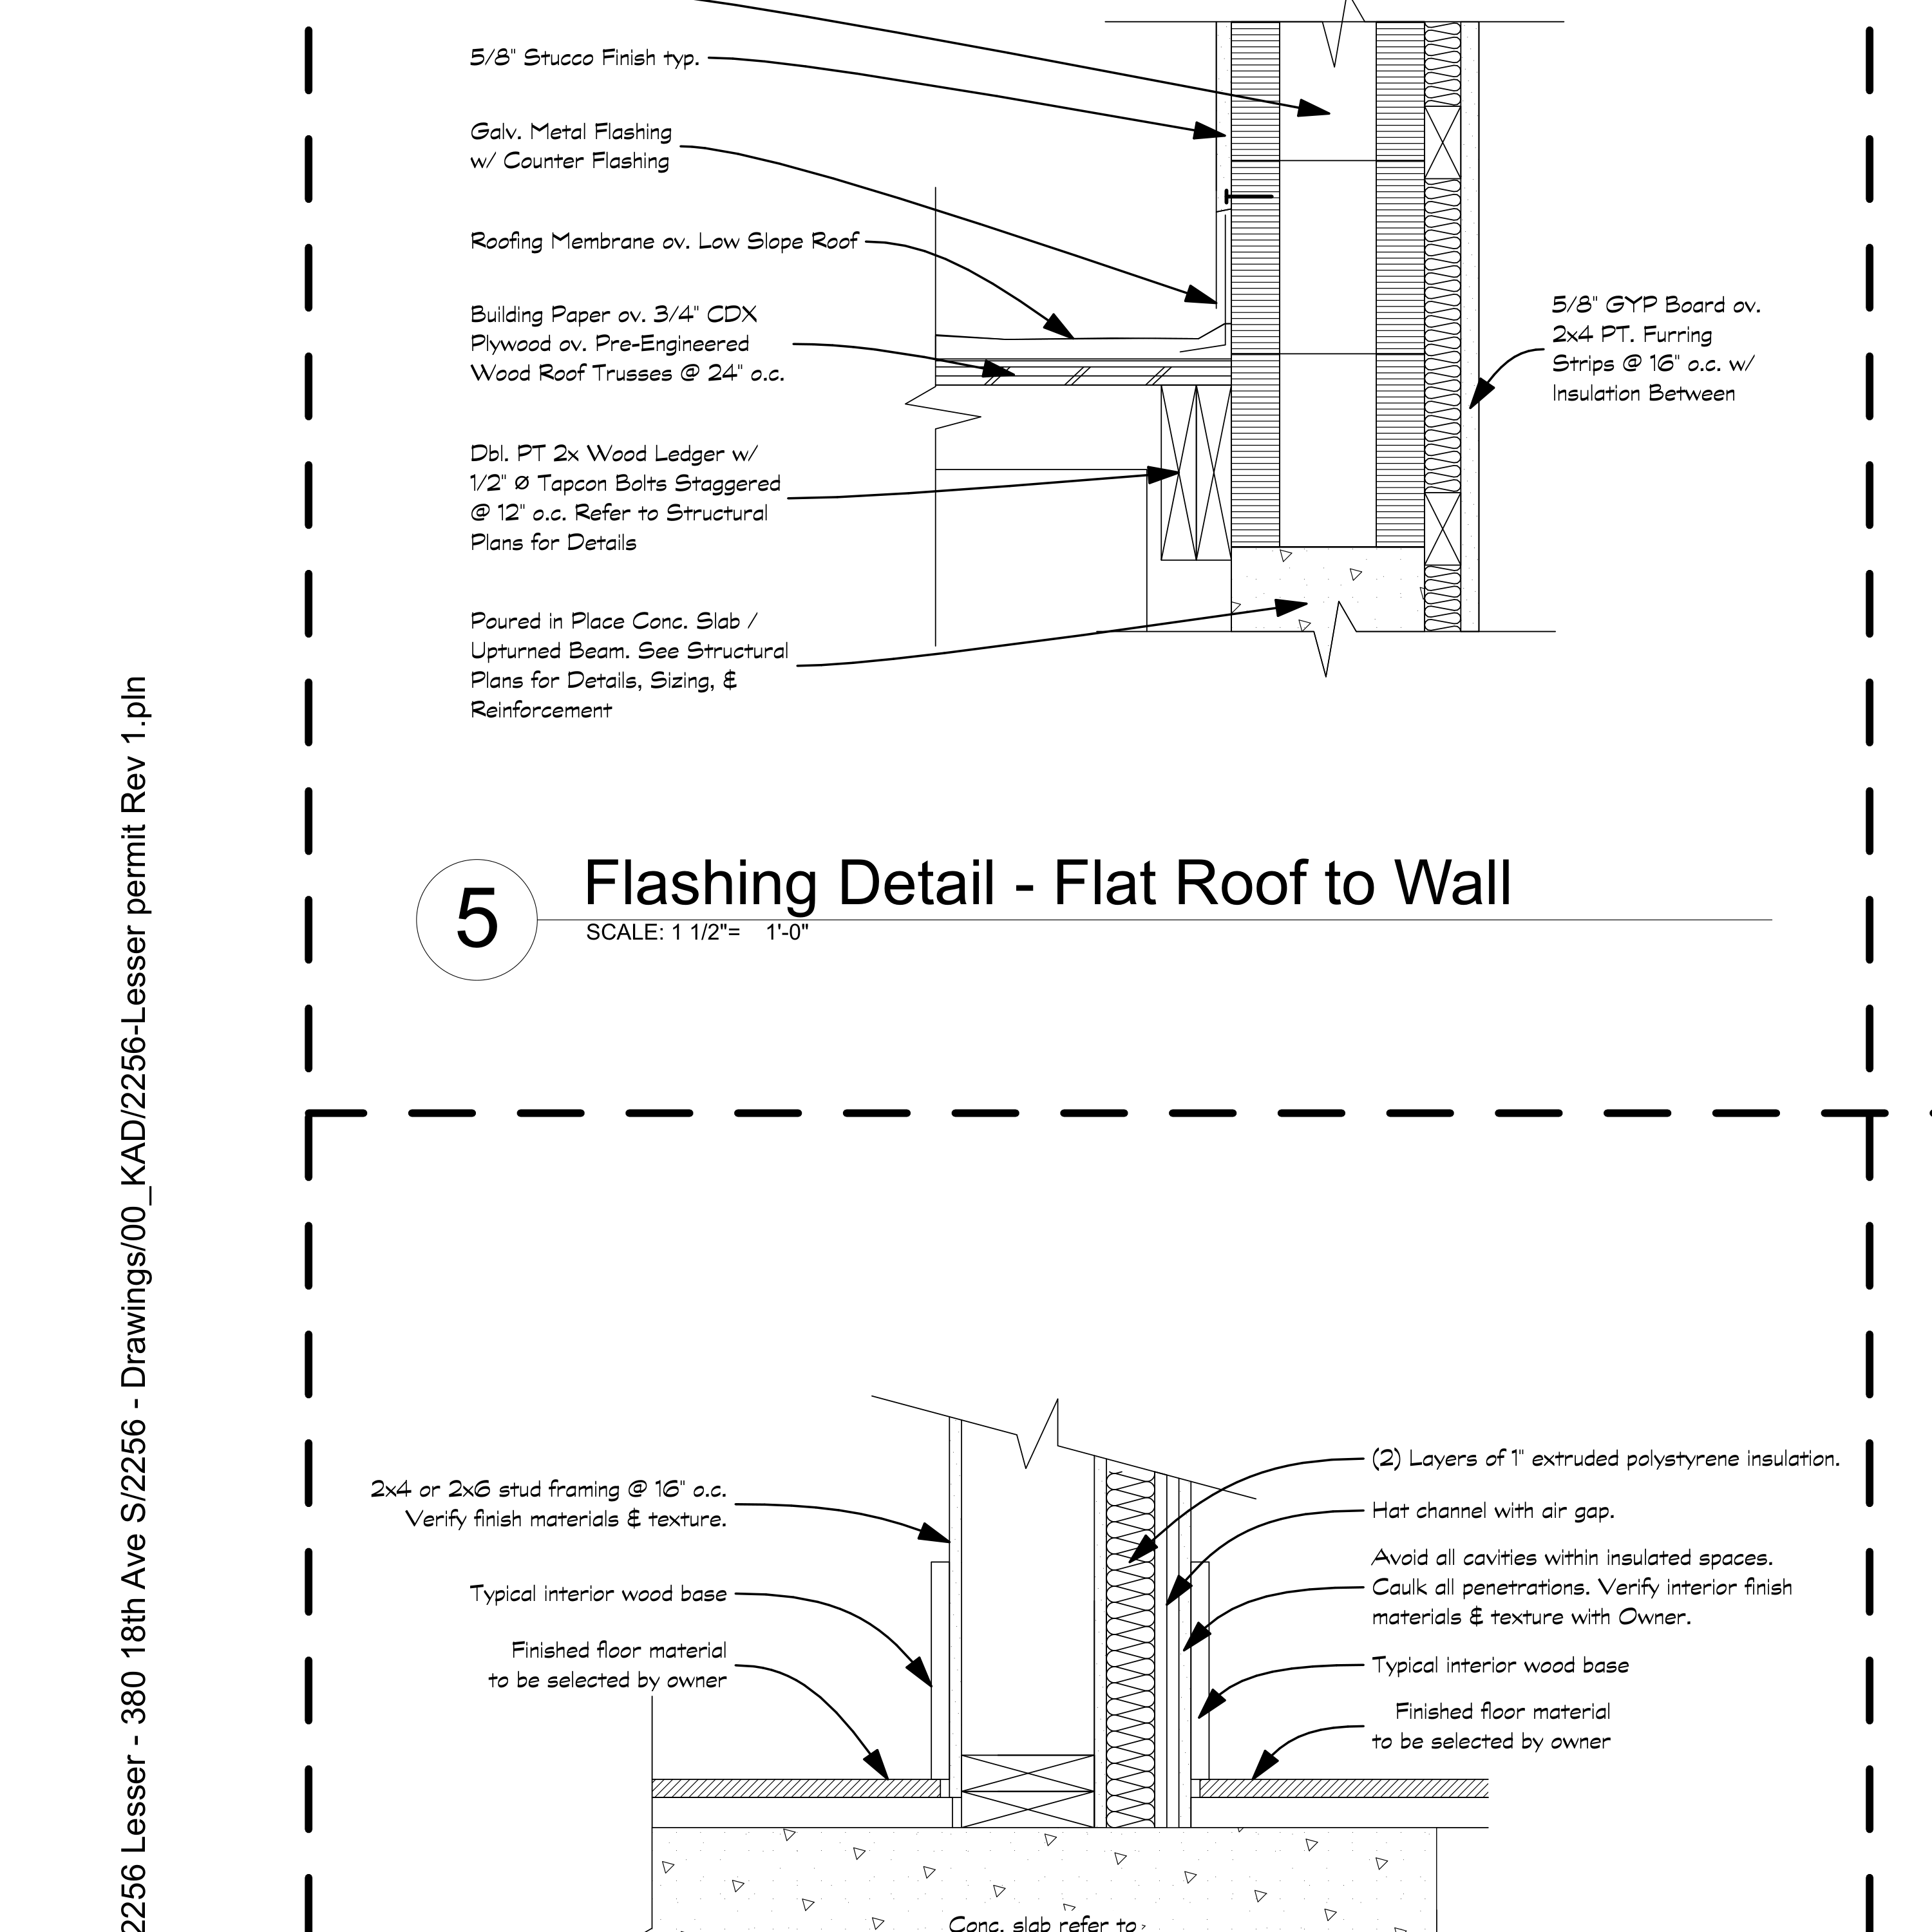 5/8" Stucco Finish typ.
Galv. Metal Flashing
w/ Counter Flashing
Roofing Membrane ov. Low Slope Roof
Building Paper ov. 3/4" CDX
Plywood ov. Pre-Engineered
Wood Roof Trusses @ 24" o.c.
Dbl. PT 2x Wood Ledger w/
1/2" Ø Tapcon Bolts Staggered
@ 12" o.c. Refer to Structural
Plans for Details
Poured in Place Conc. Slab /
Upturned Beam. See Structural
Plans for Details, Sizing, &
Reinforcement
5/8" GYP Board ov.
2x4 PT. Furring
Strips @ 16" o.c. w/
Insulation Between
5
Flashing Detail - Flat Roof to Wall
SCALE: 1 1/2"= 1'-0"
2x4 or 2x6 stud framing @ 16" o.c.
Verify finish materials & texture.
Typical interior wood base
Finished floor material
to be selected by owner
(2) Layers of 1" extruded polystyrene insulation.
Hat channel with air gap.
Avoid all cavities within insulated spaces.
Caulk all penetrations. Verify interior finish
materials & texture with Owner.
Typical interior wood base
Finished floor material
to be selected by owner
Conc. slab refer to
2256 Lesser - 380 18th Ave S/2256 - Drawings/00_KAD/2256-Lesser permit Rev 1.pln